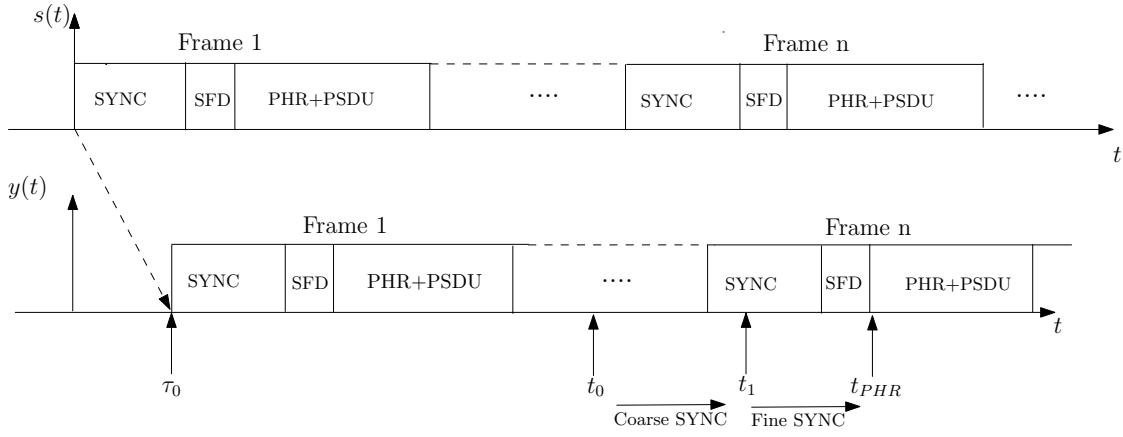 s(t)
Frame 1
Frame n
SYNC
SFD
PHR+PSDU
....
SYNC
SFD
PHR+PSDU
....
t
y(t)
Frame 1
Frame n
SYNC
SFD
PHR+PSDU
....
SYNC
SFD
PHR+PSDU
t
τ0
t0
t1
tPHR
Coarse SYNC
Fine SYNC